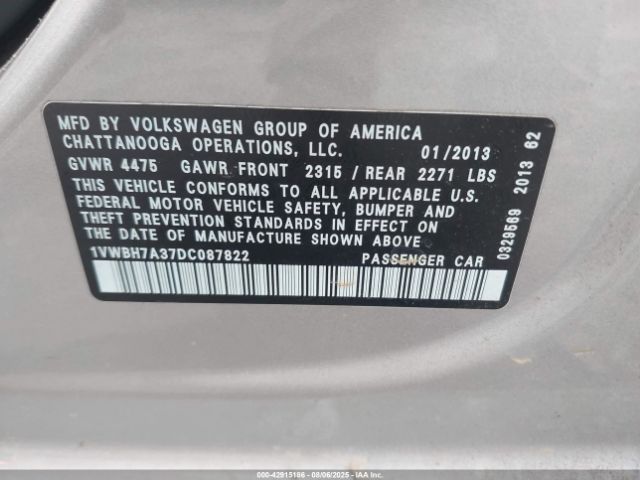 MFD BY VOLKSWAGEN GROUP OF AMERICA
CHATTANOOGA OPERATIONS, LLC. 01/2013
GVWR 4475 GAWR FRONT 2315 / REAR 2271 LBS
THIS VEHICLE CONFORMS TO ALL APPLICABLE U.S.
FEDERAL MOTOR VEHICLE SAFETY, BUMPER AND
THEFT PREVENTION STANDARDS IN EFFECT ON
THE DATE OF MANUFACTURE SHOWN ABOVE
1VWBH7A37DC087822 PASSENGER CAR
0329569 2013 62
000-42915186 - 08/06/2025 - IAAI.COM